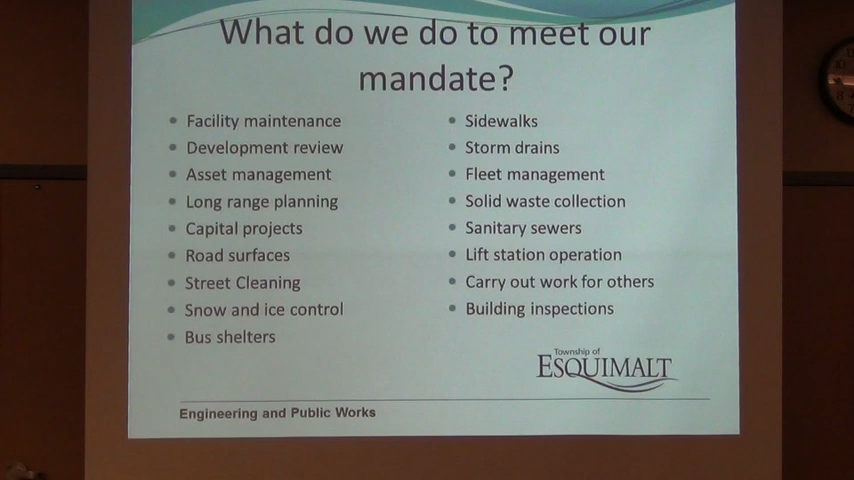 What do we do to meet our
mandate?
Facility maintenance
Development review
Asset management
Long range planning
Capital projects
Road surfaces
Street Cleaning
Snow and ice control
Bus shelters
Sidewalks
Storm drains
Fleet management
Solid waste collection
Sanitary sewers
Lift station operation
Carry out work for others
Building inspections
Township of
ESQUIMALT
Engineering and Public Works